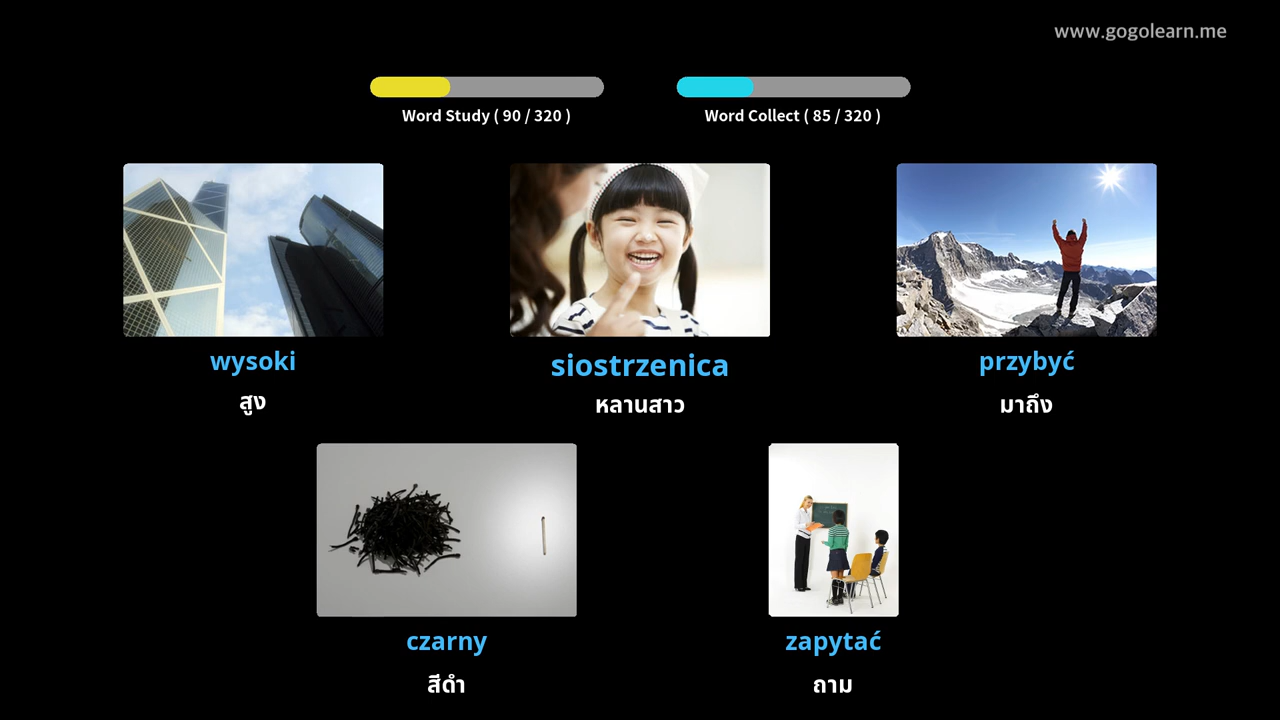 www.gogolearn.me
Word Study ( 90 / 320 )
Word Collect ( 85 / 320 )
wysoki
สูง
siostrzenica
หลานสาว
przybyć
มาถึง
czarny
สีดำ
zapytać
ถาม